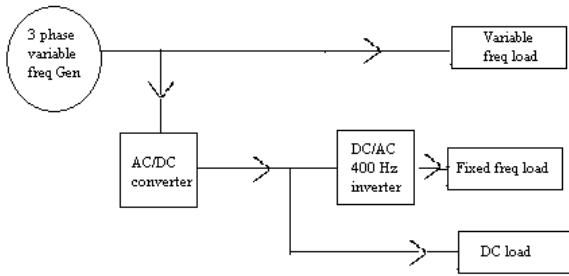 3 phase
variable
freq Gen
Variable
freq load
AC/DC
converter
DC/AC
400 Hz
inverter
Fixed freq load
DC load